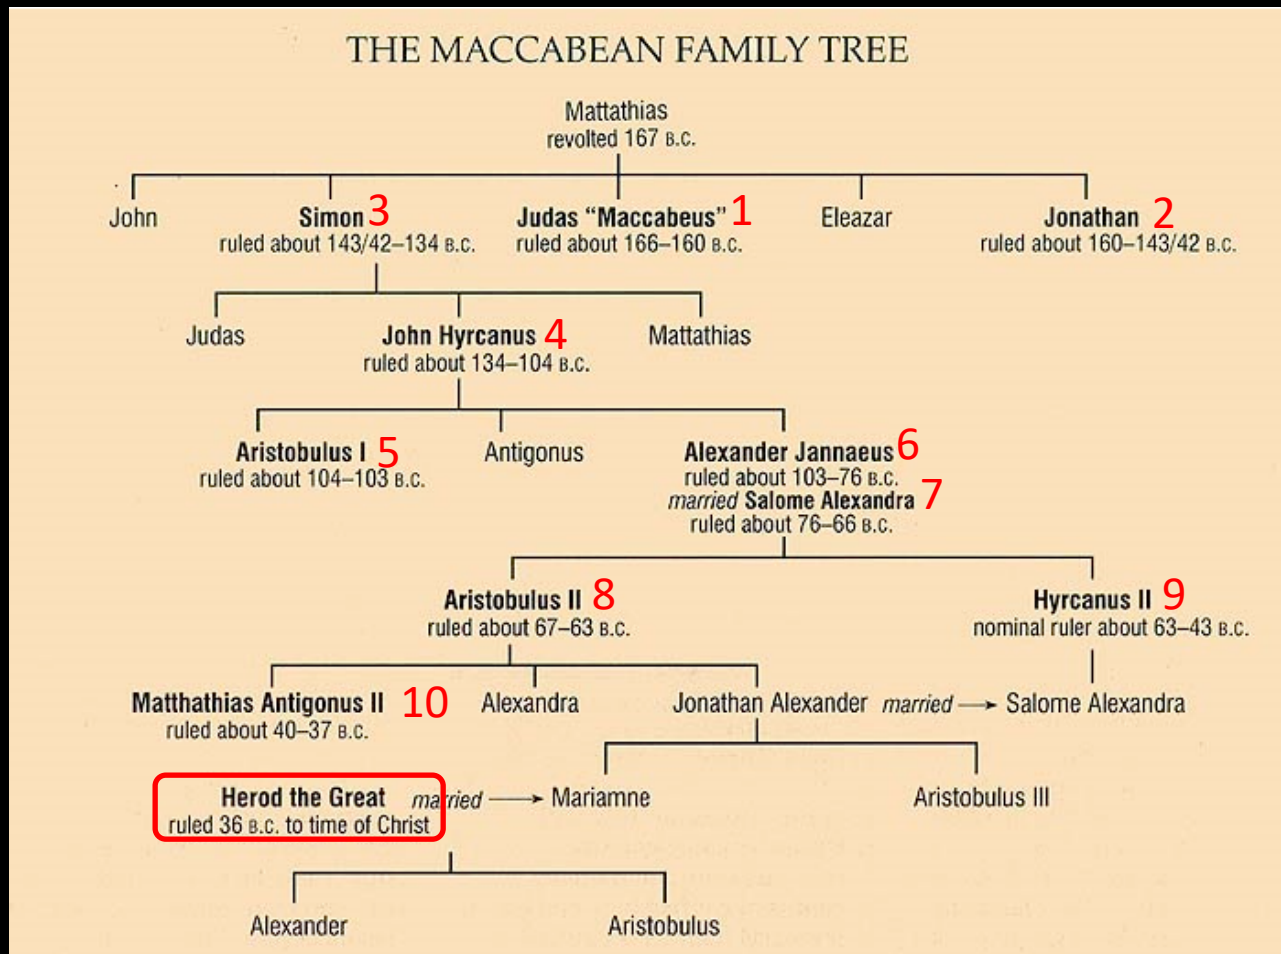 THE MACCABEAN FAMILY TREE
Mattathias
revolted 167 B.C.
John
Simon 3
ruled about 143/42–134 B.C.
Judas "Maccabeus" 1
ruled about 166–160 B.C.
Eleazar
Jonathan 2
ruled about 160–143/42 B.C.
Judas
John Hyrcanus 4
ruled about 134–104 B.C.
Mattathias
Aristobulus I 5
ruled about 104–103 B.C.
Antigonus
Alexander Jannaeus 6
ruled about 103–76 B.C.
married Salome Alexandra 7
ruled about 76–66 B.C.
Aristobulus II 8
ruled about 67–63 B.C.
Hyrcanus II 9
nominal ruler about 63–43 B.C.
Matthathias Antigonus II 10
ruled about 40–37 B.C.
Alexandra
Jonathan Alexander married → Salome Alexandra
Herod the Great married → Mariamne
ruled 36 B.C. to time of Christ
Aristobulus III
Alexander
Aristobulus